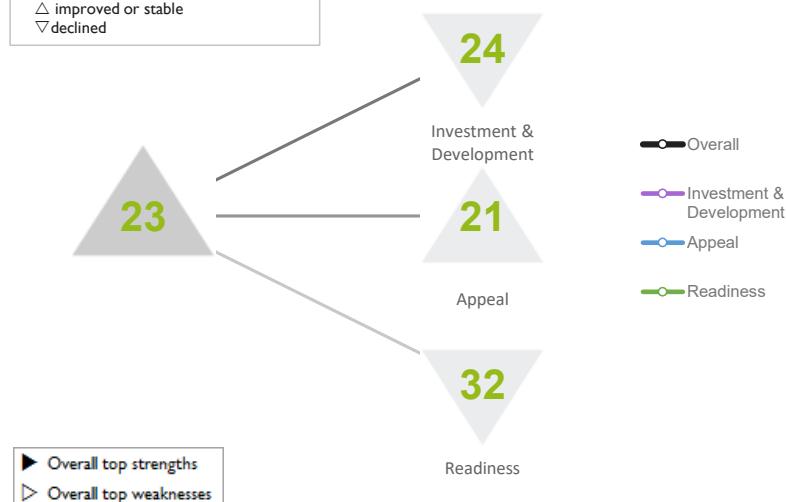 △ improved or stable
▽ declined
24
Investment &
Development
23
21
Appeal
32
Readiness
Overall
Investment &
Development
Appeal
Readiness
▶ Overall top strengths
▷ Overall top weaknesses